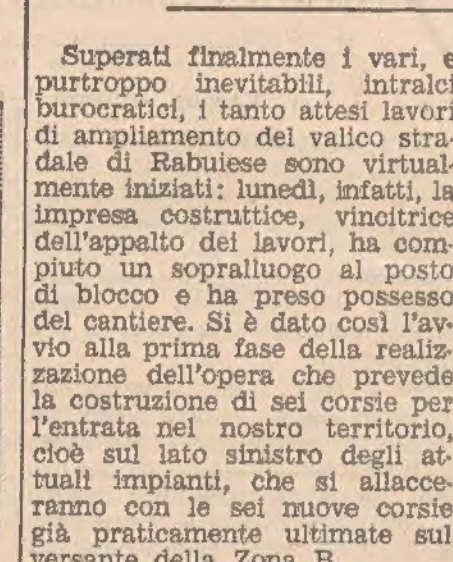 Superati finalmente i vari, e
purtroppo inevitabili, intralci
burocratici, i tanto attesi lavori
di ampliamento del valico stra-
dale di Rabuiese sono virtual-
mente iniziati: lunedì, infatti, la
impresa costruttice, vincitrice
dell'appalto dei lavori, ha com-
piuto un sopralluogo al posto
di blocco e ha preso possesso
del cantiere. Si è dato così l'av-
vio alla prima fase della realiz-
zazione dell'opera che prevede
la costruzione di sei corsie per
l'entrata nel nostro territorio,
cioè sul lato sinistro degli at-
tuali impianti, che si allacce-
ranno con le sei nuove corsie
già praticamente ultimate sul
versante della Zona B